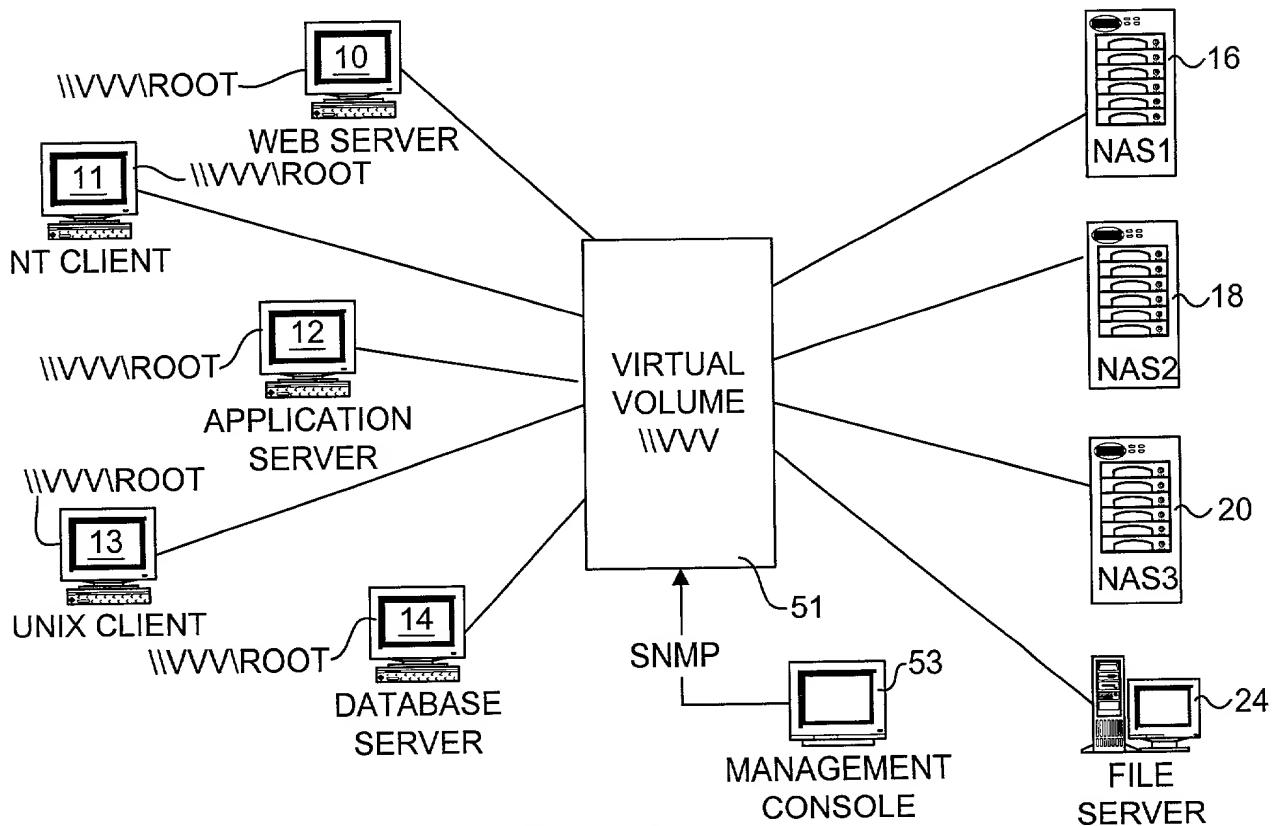 10
\\VVV\ROOT
WEB SERVER
11
\\VVV\ROOT
NT CLIENT
12
\\VVV\ROOT
APPLICATION
SERVER
\\VVV\ROOT
13
UNIX CLIENT
14
\\VVV\ROOT
DATABASE
SERVER
VIRTUAL
VOLUME
\\VVV
51
SNMP
53
MANAGEMENT
CONSOLE
16
NAS1
18
NAS2
20
NAS3
24
FILE
SERVER